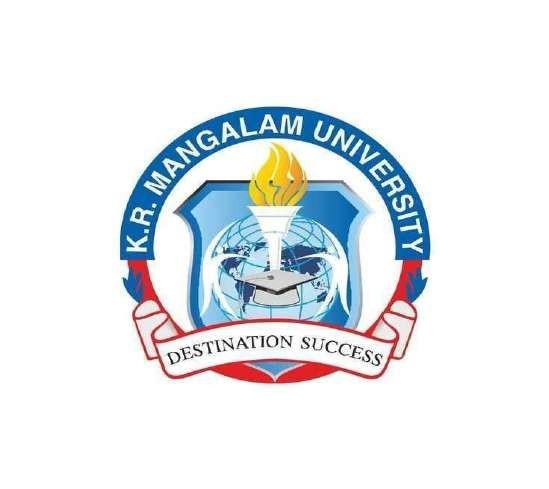 K.R. MANGALAM UNIVERSITY
DESTINATION SUCCESS